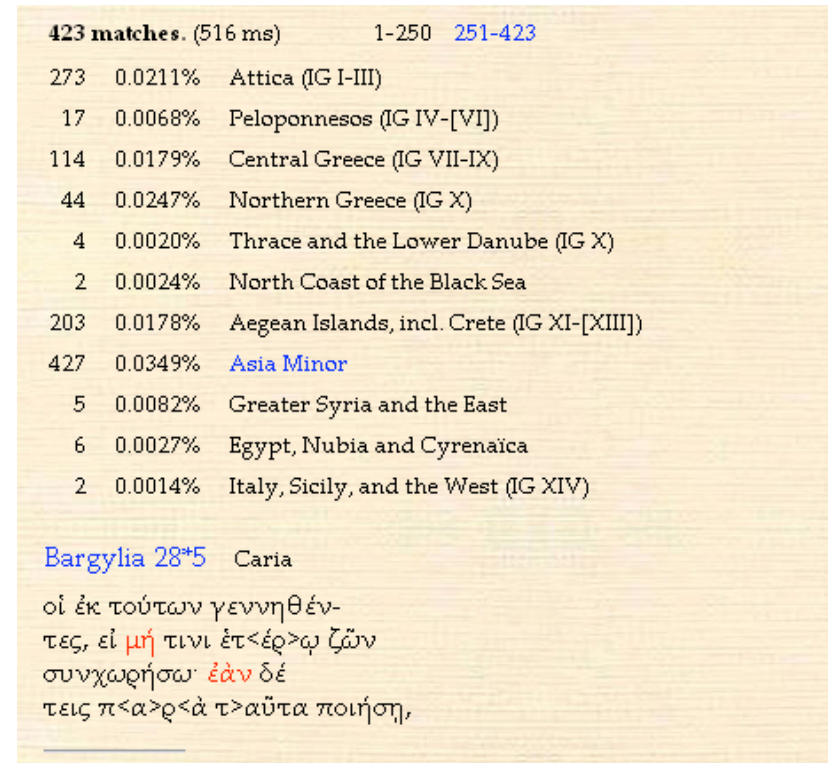 423 matches. (516 ms) 1-250 251-423
273 0.0211% Attica (IG I-III)
17 0.0068% Peloponnesos (IG IV-[VI])
114 0.0179% Central Greece (IG VII-IX)
44 0.0247% Northern Greece (IG X)
4 0.0020% Thrace and the Lower Danube (IG X)
2 0.0024% North Coast of the Black Sea
203 0.0178% Aegean Islands, incl. Crete (IG XI-[XIII])
427 0.0349% Asia Minor
5 0.0082% Greater Syria and the East
6 0.0027% Egypt, Nubia and Cyrenaïca
2 0.0014% Italy, Sicily, and the West (IG XIV)
Bargylia 28*5 Caria
οἱ ἐκ τούτων γεννηθέν-
τες, εἰ μή τινι ἑτ<έρ>ῳ ζῶν
συνχωρήσω· ἐὰν δέ
τεις π<α>ρ<ὰ τ>αῦτα ποιήσῃ,